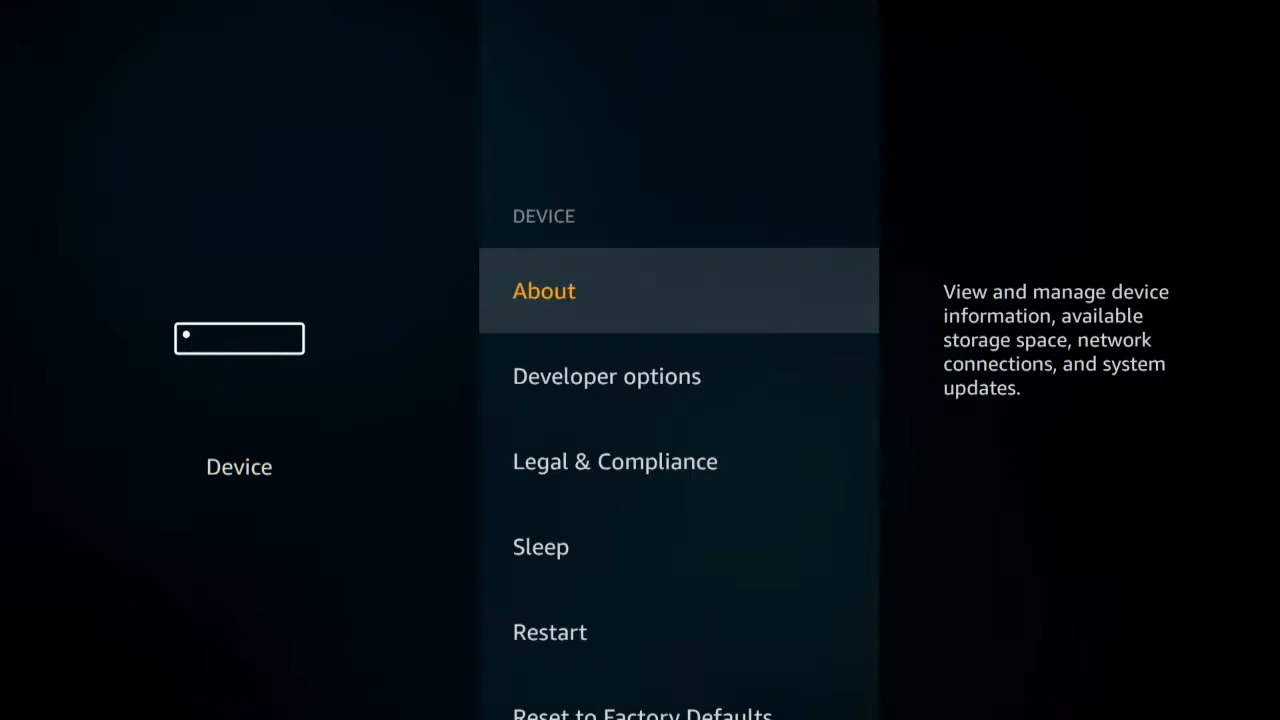 DEVICE
About
Developer options
Legal & Compliance
Sleep
Restart
Reset to Factory Defaults
Device
View and manage device
information, available
storage space, network
connections, and system
updates.